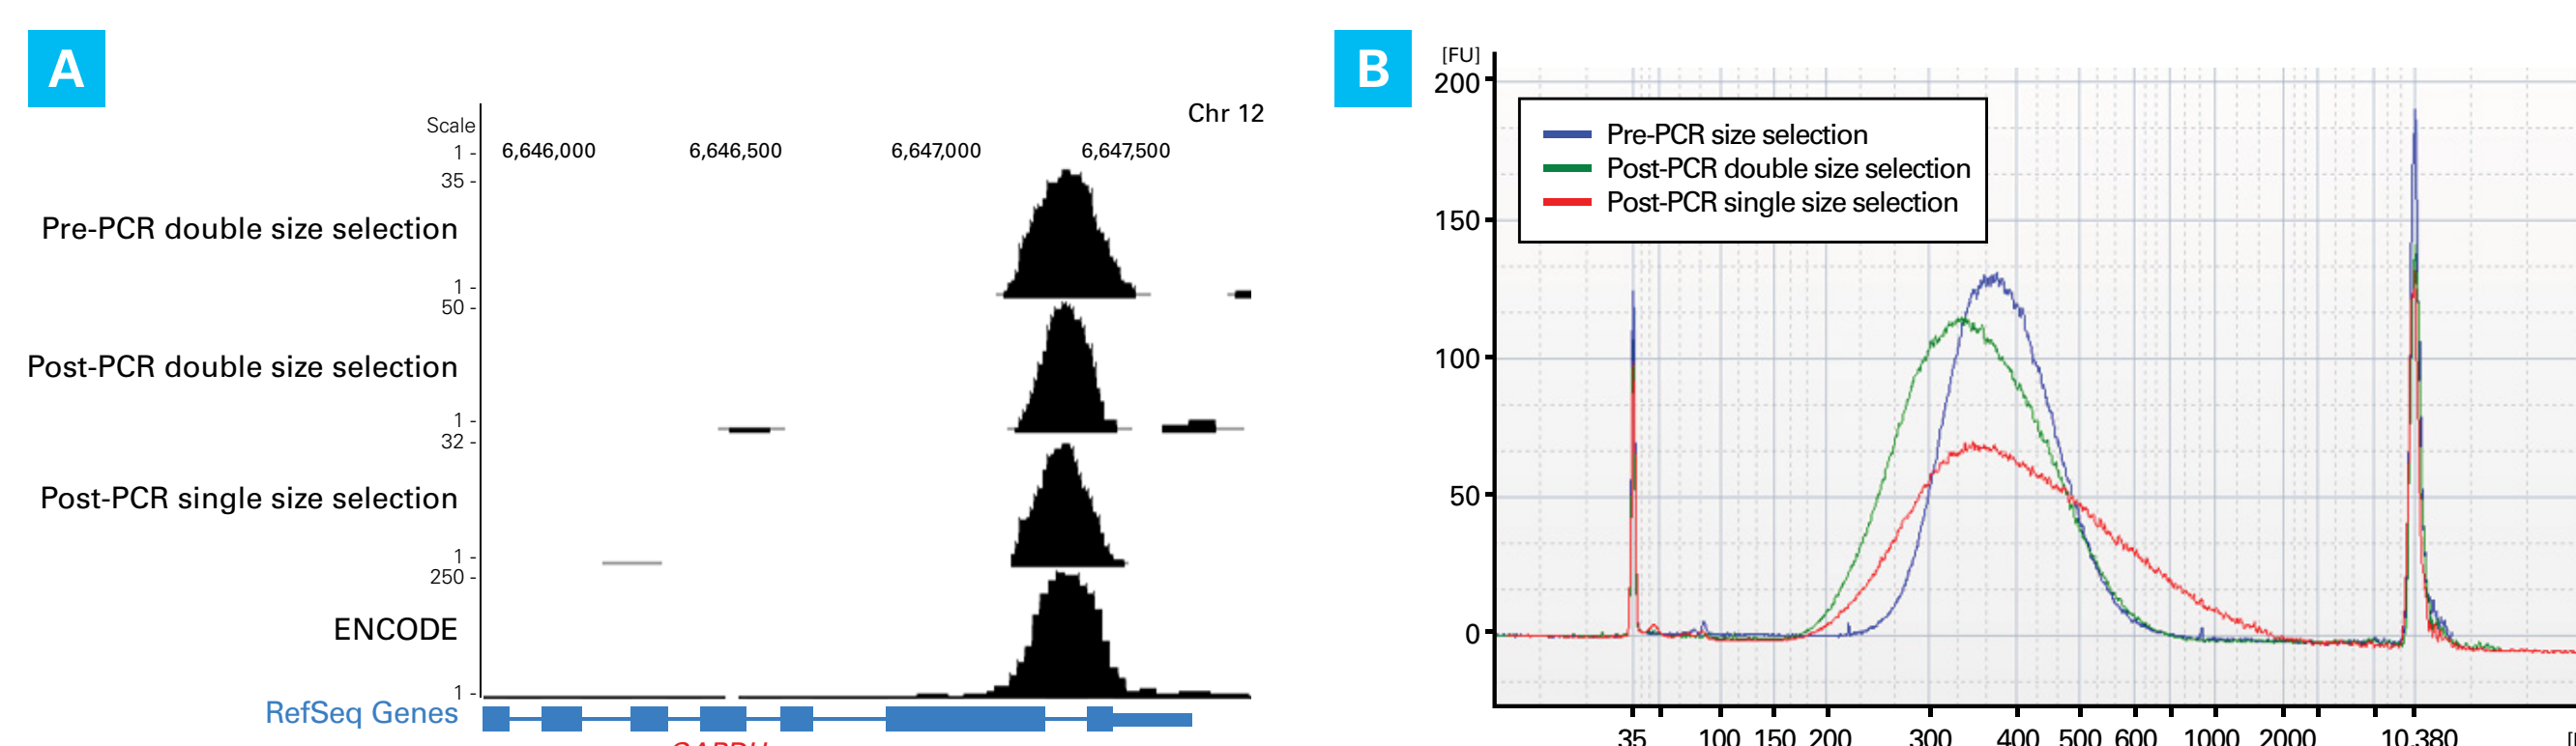 A
Chr 12
Scale
6,646,000 6,646,500 6,647,000 6,647,500
1 -
35 -
Pre-PCR double size selection
1 -
50 -
Post-PCR double size selection
1 -
32 -
Post-PCR single size selection
1 -
250 -
ENCODE
1 -
RefSeq Genes
B
[FU]
200
150
100
50
0
Pre-PCR size selection
Post-PCR double size selection
Post-PCR single size selection
35 100 150 200 300 400 500 600 1000 2000 10,380